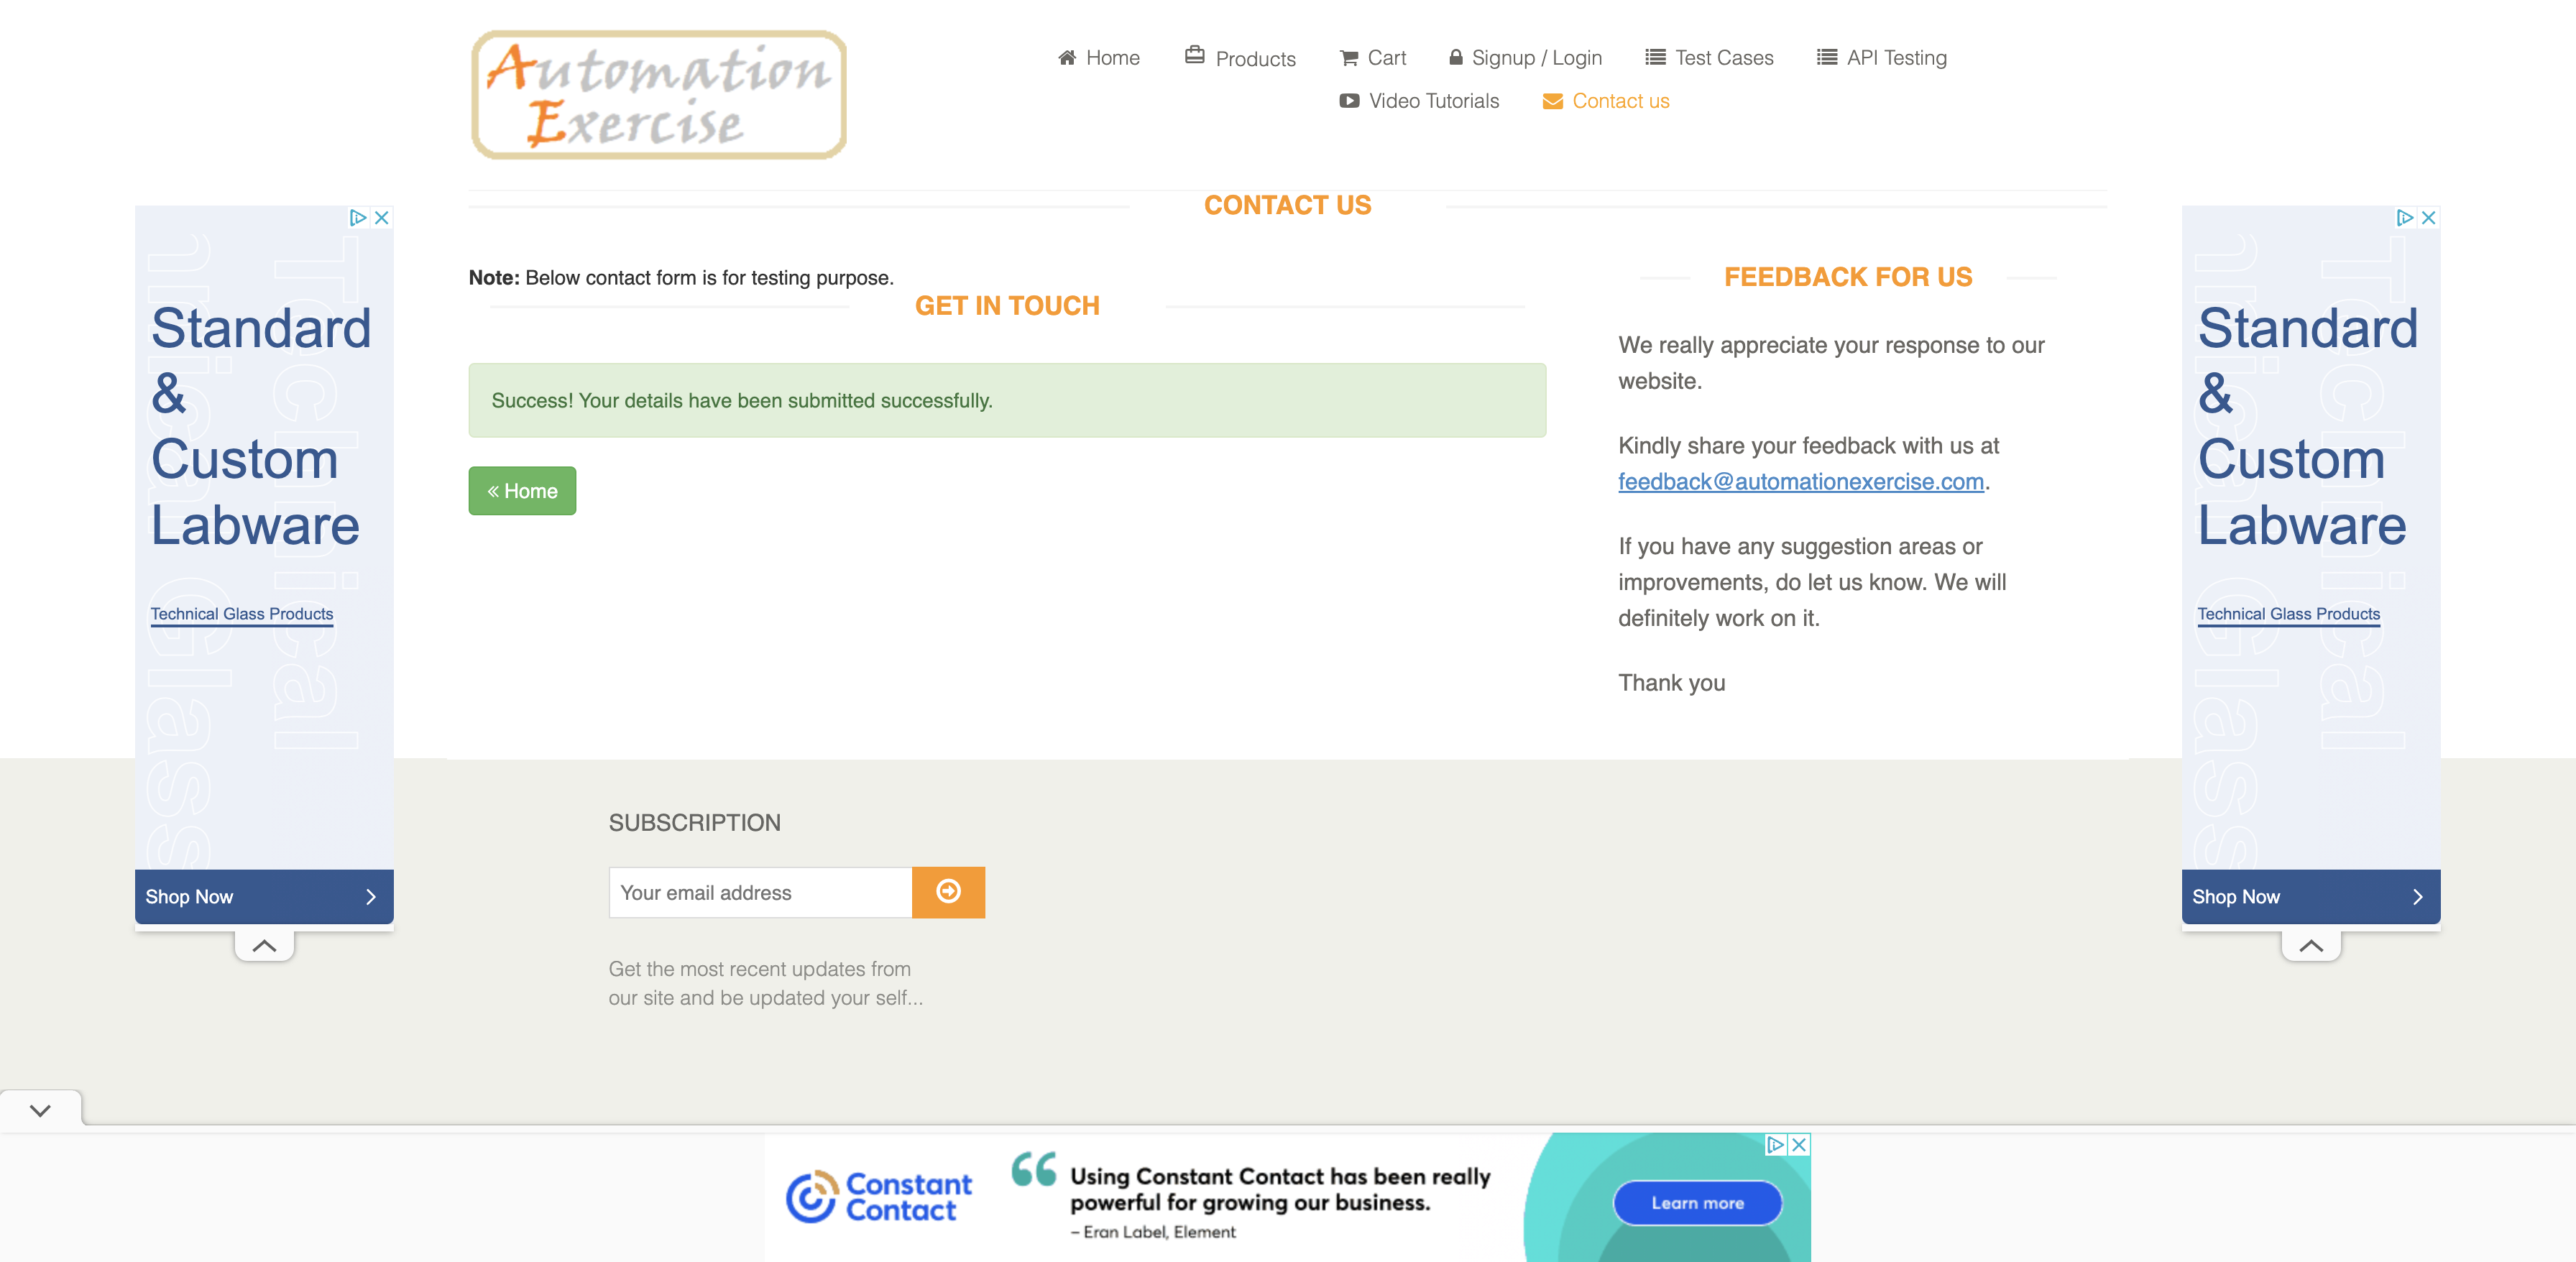 Automation
Exercise
Home
Products
Cart
Signup / Login
Test Cases
API Testing
Video Tutorials
Contact us
CONTACT US
Note: Below contact form is for testing purpose.
GET IN TOUCH
Success! Your details have been submitted successfully.
« Home
FEEDBACK FOR US
We really appreciate your response to our
website.
Kindly share your feedback with us at
feedback@automationexercise.com.
If you have any suggestion areas or
improvements, do let us know. We will
definitely work on it.
Thank you
Technical Glass
Standard
&
Custom
Labware
Technical Glass Products
Shop Now
Technical Glass
Standard
&
Custom
Labware
Technical Glass Products
Shop Now
SUBSCRIPTION
Your email address
Get the most recent updates from
our site and be updated your self...
Constant
Contact
“ Using Constant Contact has been really
powerful for growing our business.
– Eran Label, Element
Learn more